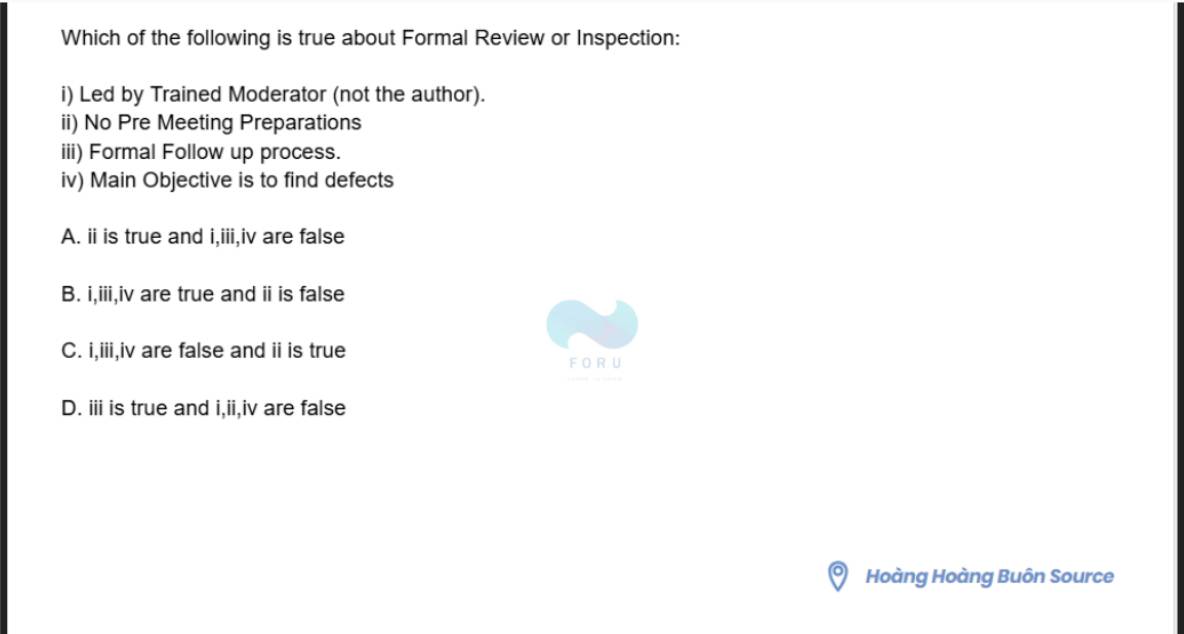 Which of the following is true about Formal Review or Inspection:
i) Led by Trained Moderator (not the author).
ii) No Pre Meeting Preparations
iii) Formal Follow up process.
iv) Main Objective is to find defects
A. ii is true and i,iii,iv are false
B. i,iii,iv are true and ii is false
C. i,iii,iv are false and ii is true
D. iii is true and i,ii,iv are false
FORU
Hoàng Hoàng Buôn Source